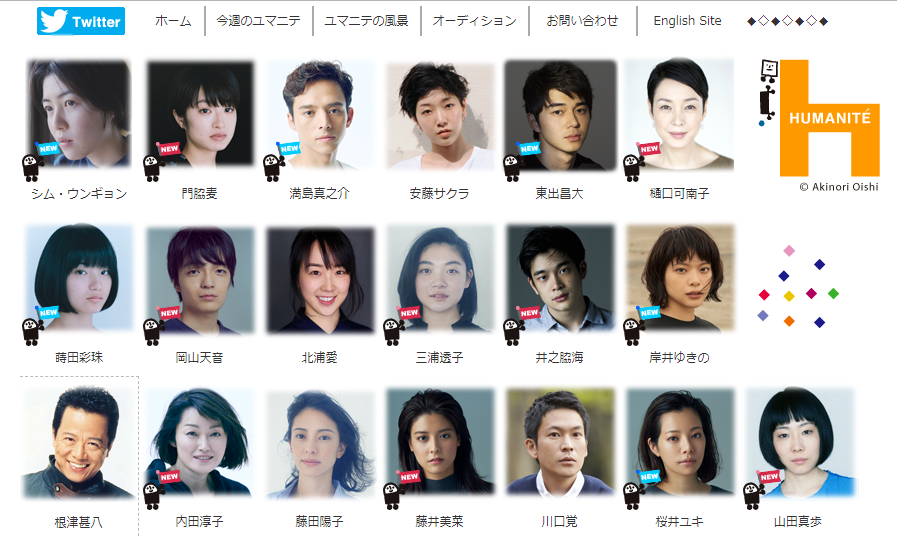 Twitter
ホーム
今週のユマニテ
ユマニテの風景
オーディション
お問い合わせ
English Site
NEW
NEW
NEW
NEW
NEW
HUMANITÉ
© Akinori Oishi
シム・ウンギョン
門脇麦
満島真之介
安藤サクラ
東出昌大
樋口可南子
NEW
NEW
NEW
NEW
NEW
蒔田彩珠
岡山天音
北浦愛
三浦透子
井之脇海
岸井ゆきの
NEW
NEW
NEW
NEW
根津甚八
内田淳子
藤田陽子
藤井美菜
川口覚
桜井ユキ
山田真歩